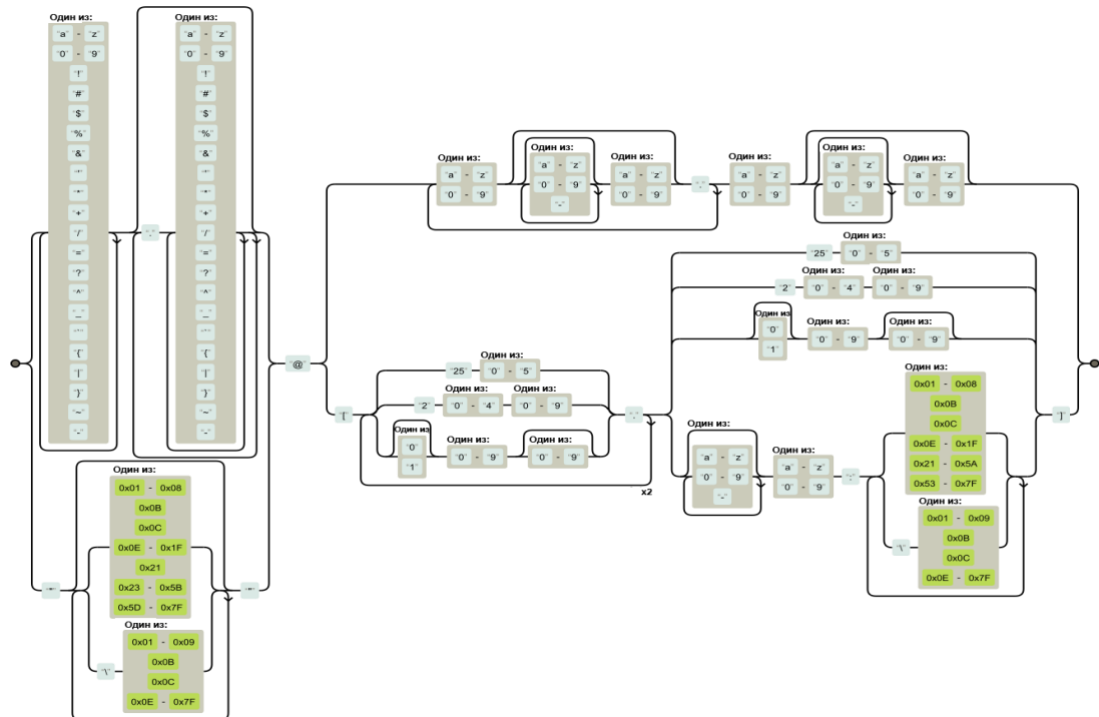 Один из:
"a" - "z"
"0" - "9"
"!"
"#"
"$"
"%"
"&"
"'"
"*"
"+"
"/"
"="
"?"
"^"
"_"
"`"
"{"
"|"
"}"
"~"
"-"
"."
Один из:
"a" - "z"
"0" - "9"
"!"
"#"
"$"
"%"
"&"
"'"
"*"
"+"
"/"
"="
"?"
"^"
"_"
"`"
"{"
"|"
"}"
"~"
"-"
"""
Один из:
0x01 - 0x08
0x0B
0x0C
0x0E - 0x1F
0x21
0x23 - 0x5B
0x5D - 0x7F
"\"
Один из:
0x01 - 0x09
0x0B
0x0C
0x0E - 0x7F
"""
"@"
Один из:
"a" - "z"
"0" - "9"
Один из:
"a" - "z"
"0" - "9"
"-"
Один из:
"a" - "z"
"0" - "9"
"."
Один из:
"a" - "z"
"0" - "9"
Один из:
"a" - "z"
"0" - "9"
"-"
Один из:
"a" - "z"
"0" - "9"
"["
"25"
Один из:
"0" - "5"
"2"
Один из:
"0" - "4"
Один из:
"0" - "9"
Один из
"0"
"1"
Один из:
"0" - "9"
Один из:
"0" - "9"
"."
x2
"25"
Один из:
"0" - "5"
"2"
Один из:
"0" - "4"
Один из:
"0" - "9"
Один из
"0"
"1"
Один из:
"0" - "9"
Один из:
"0" - "9"
Один из:
"a" - "z"
"0" - "9"
"-"
Один из:
"a" - "z"
"0" - "9"
":"
Один из:
0x01 - 0x08
0x0B
0x0C
0x0E - 0x1F
0x21 - 0x5A
0x53 - 0x7F
"\"
Один из:
0x01 - 0x09
0x0B
0x0C
0x0E - 0x7F
"]"